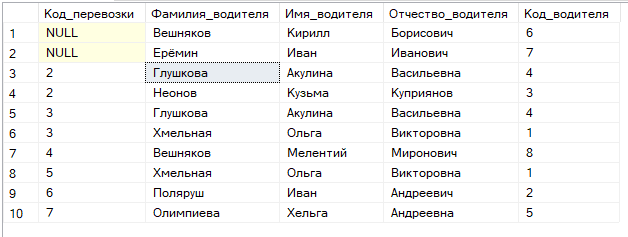 Код_перевозки Фамилия_водителя Имя_водителя Отчество_водителя Код_водителя
1 NULL Вешняков Кирилл Борисович 6
2 NULL Ерёмин Иван Иванович 7
3 2 Глушкова Акулина Васильевна 4
4 2 Неонов Кузьма Куприянов 3
5 3 Глушкова Акулина Васильевна 4
6 3 Хмельная Ольга Викторовна 1
7 4 Вешняков Мелентий Миронович 8
8 5 Хмельная Ольга Викторовна 1
9 6 Поляруш Иван Андреевич 2
10 7 Олимпиева Хельга Андреевна 5